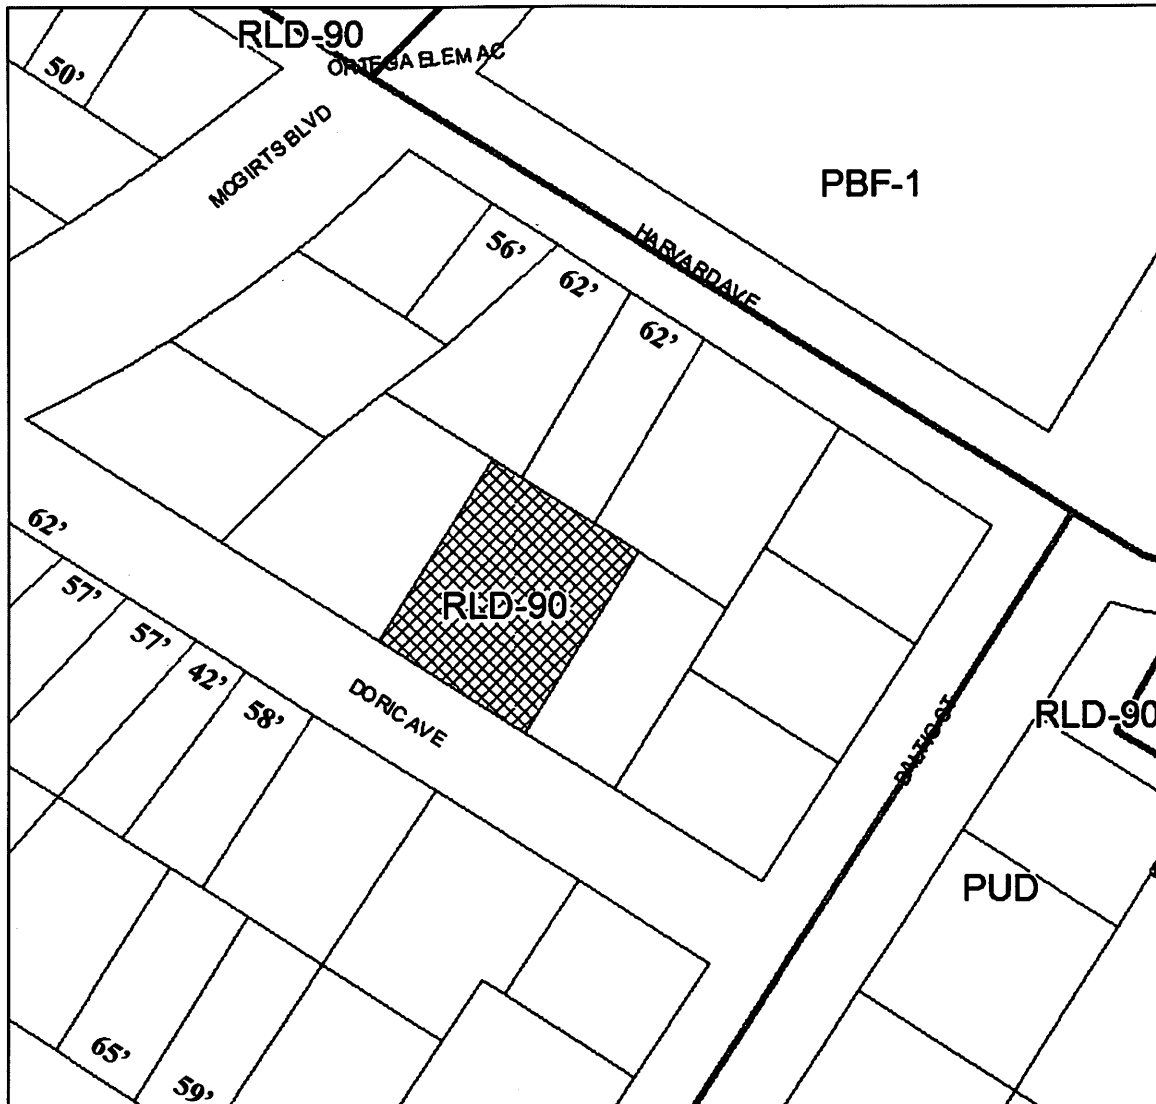 RLD-90
ORTEGA ELEM AC
50’
MCGIRTS BLVD
PBF-1
56’
HARVARD AVE
62’
62’
62’
57’
RLD-90
57’
42’
58’
DORIC AVE
BALTIC ST
RLD-90
PUD
65’
59’